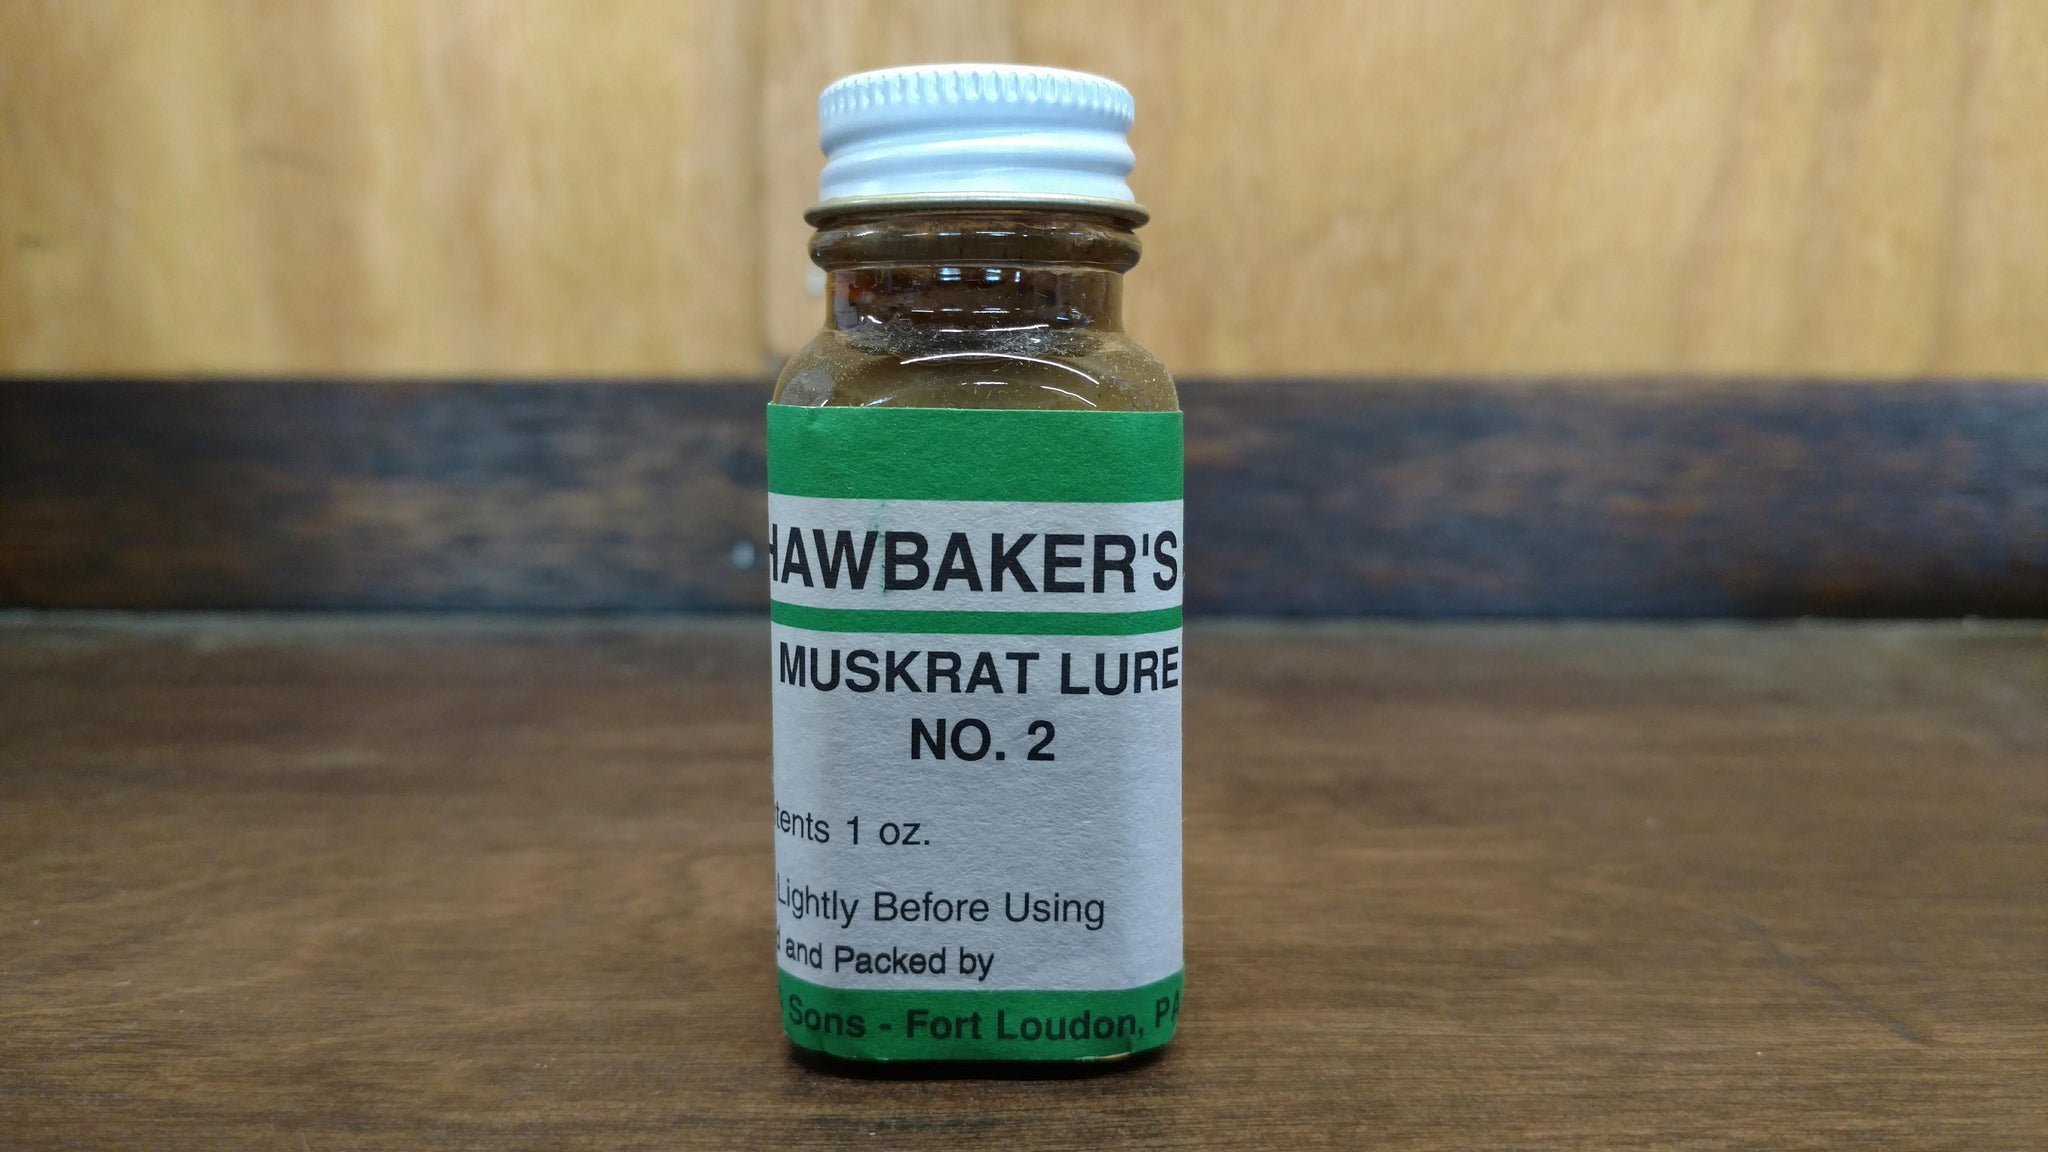 HAWBAKER'S
MUSKRAT LURE
NO. 2
tents 1 oz.
Lightly Before Using
d and Packed by
& Sons - Fort Loudon, PA